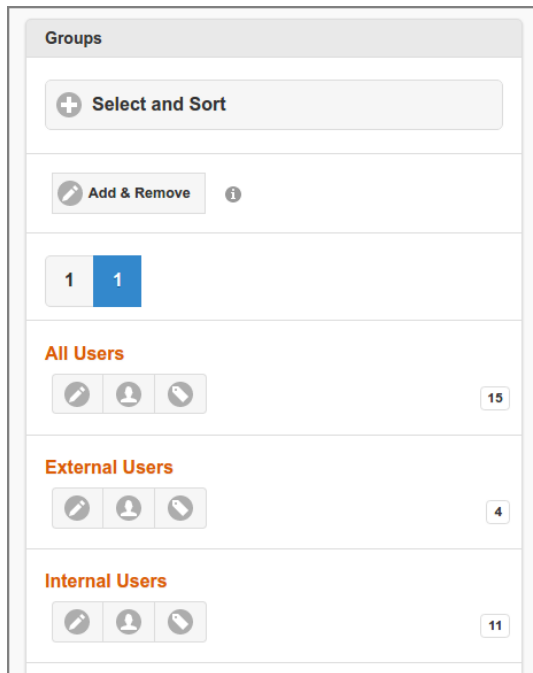 Groups
Select and Sort
Add & Remove
1 1
All Users
15
External Users
4
Internal Users
11